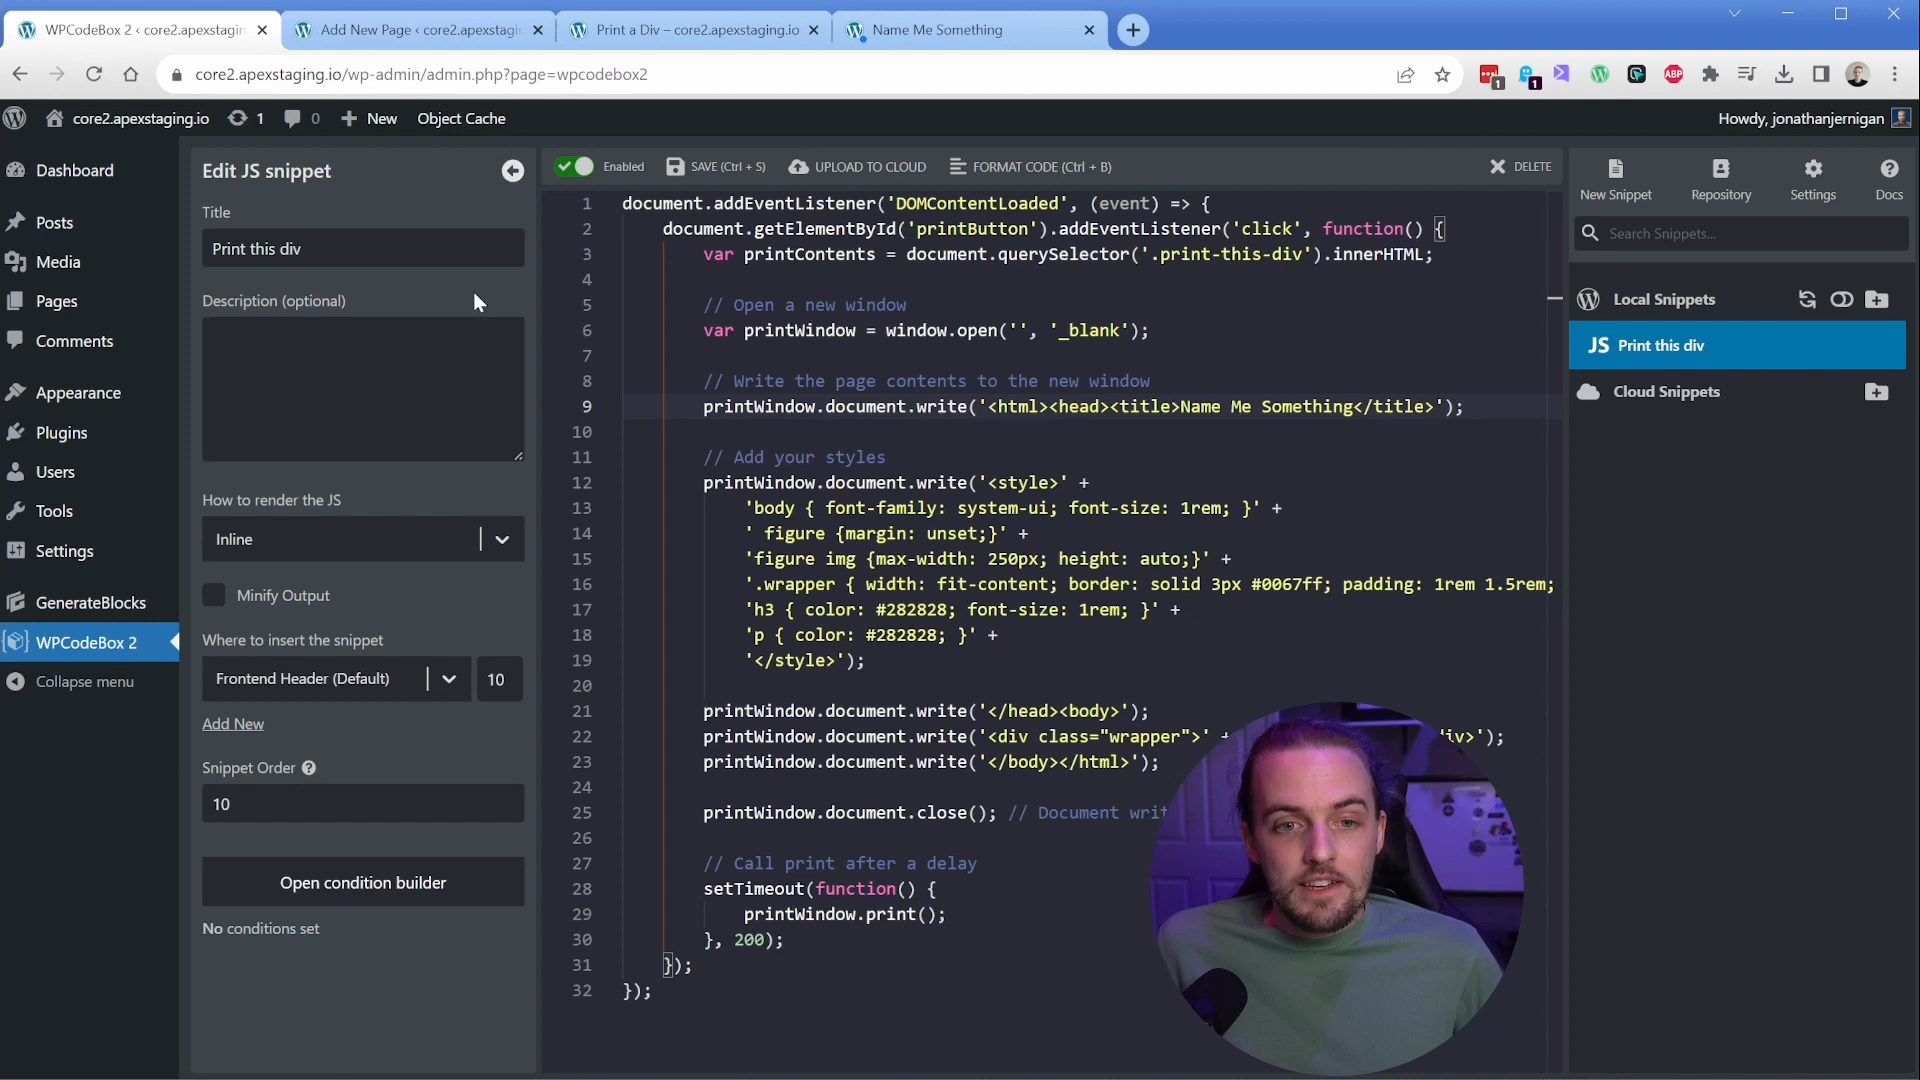 WPCodeBox 2 ‹ core2.apexstagin
Add New Page ‹ core2.apexstagi
Print a Div – core2.apexstaging.io
Name Me Something
core2.apexstaging.io/wp-admin/admin.php?page=wpcodebox2
1
1
ABP
core2.apexstaging.io
1
0
New
Object Cache
Howdy, jonathanjernigan
Dashboard
Posts
Media
Pages
Comments
Appearance
Plugins
Users
Tools
Settings
GenerateBlocks
WPCodeBox 2
Collapse menu
Edit JS snippet
Title
Print this div
Description (optional)
How to render the JS
Inline
Minify Output
Where to insert the snippet
Frontend Header (Default)
10
Add New
Snippet Order ?
10
Open condition builder
No conditions set
Enabled
SAVE (Ctrl + S)
UPLOAD TO CLOUD
FORMAT CODE (Ctrl + B)
DELETE
1 document.addEventListener('DOMContentLoaded', (event) => {
2 document.getElementById('printButton').addEventListener('click', function() {
3 var printContents = document.querySelector('.print-this-div').innerHTML;
4
5 // Open a new window
6 var printWindow = window.open('', '_blank');
7
8 // Write the page contents to the new window
9 printWindow.document.write('<html><head><title>Name Me Something</title>');
10
11 // Add your styles
12 printWindow.document.write('<style>' +
13 'body { font-family: system-ui; font-size: 1rem; }' +
14 ' figure {margin: unset;}' +
15 'figure img {max-width: 250px; height: auto;}' +
16 '.wrapper { width: fit-content; border: solid 3px #0067ff; padding: 1rem 1.5rem;
17 'h3 { color: #282828; font-size: 1rem; }' +
18 'p { color: #282828; }' +
19 '</style>');
20
21 printWindow.document.write('</head><body>');
22 printWindow.document.write('<div class="wrapper">' + div>');
23 printWindow.document.write('</body></html>');
24
25 printWindow.document.close(); // Document writ
26
27 // Call print after a delay
28 setTimeout(function() {
29 printWindow.print();
30 }, 200);
31 });
32 });
New Snippet
Repository
Settings
Docs
Search Snippets...
Local Snippets
JS Print this div
Cloud Snippets